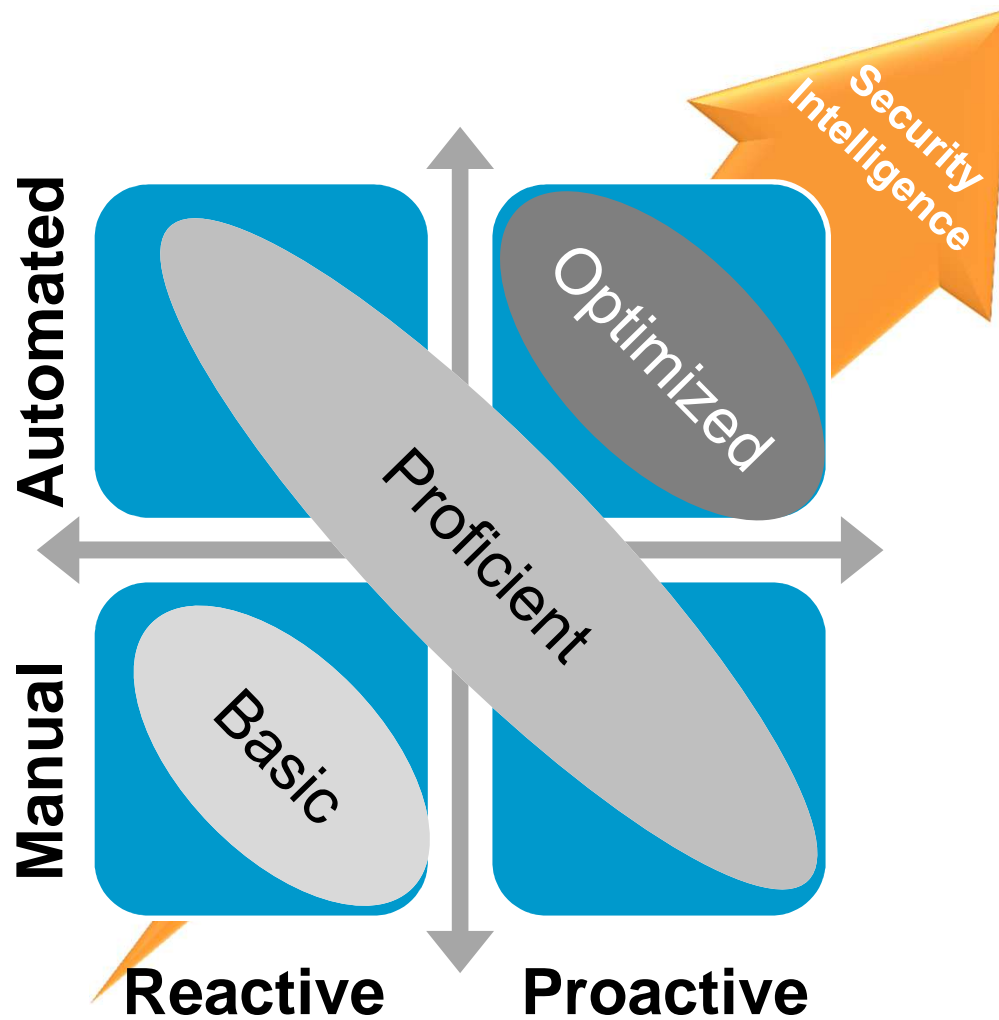 Security
Intelligence
Automated
Optimized
Proficient
Manual
Basic
Reactive
Proactive